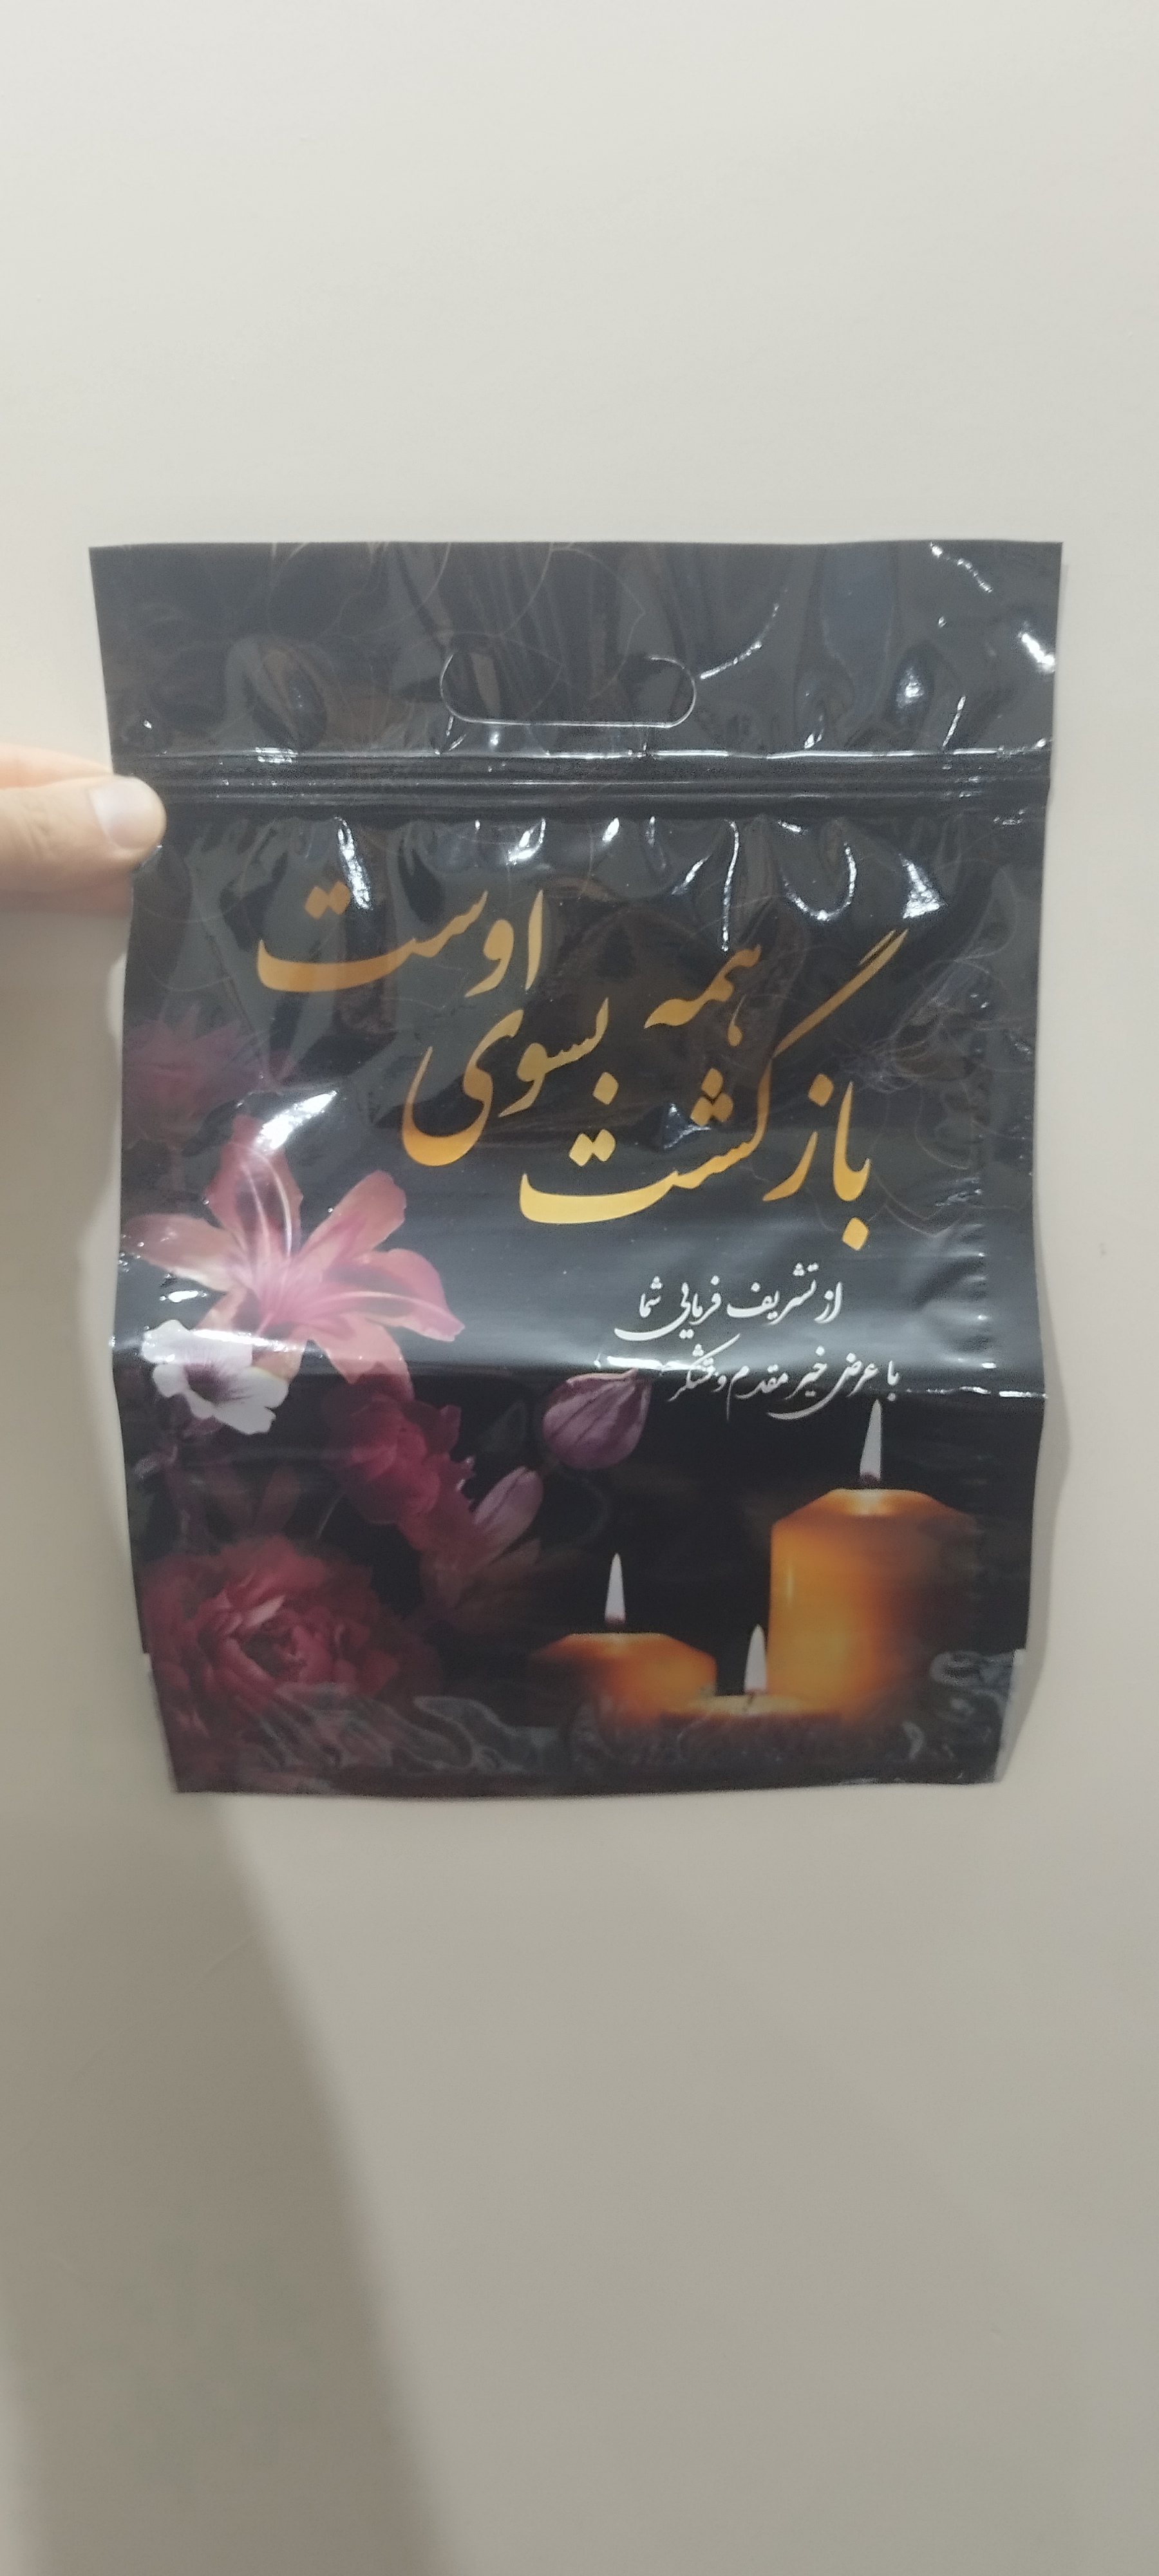 بازگشت همه بسوی اوست
از تشریف فرمایی شما
با عرض خیر مقدم و تشکر